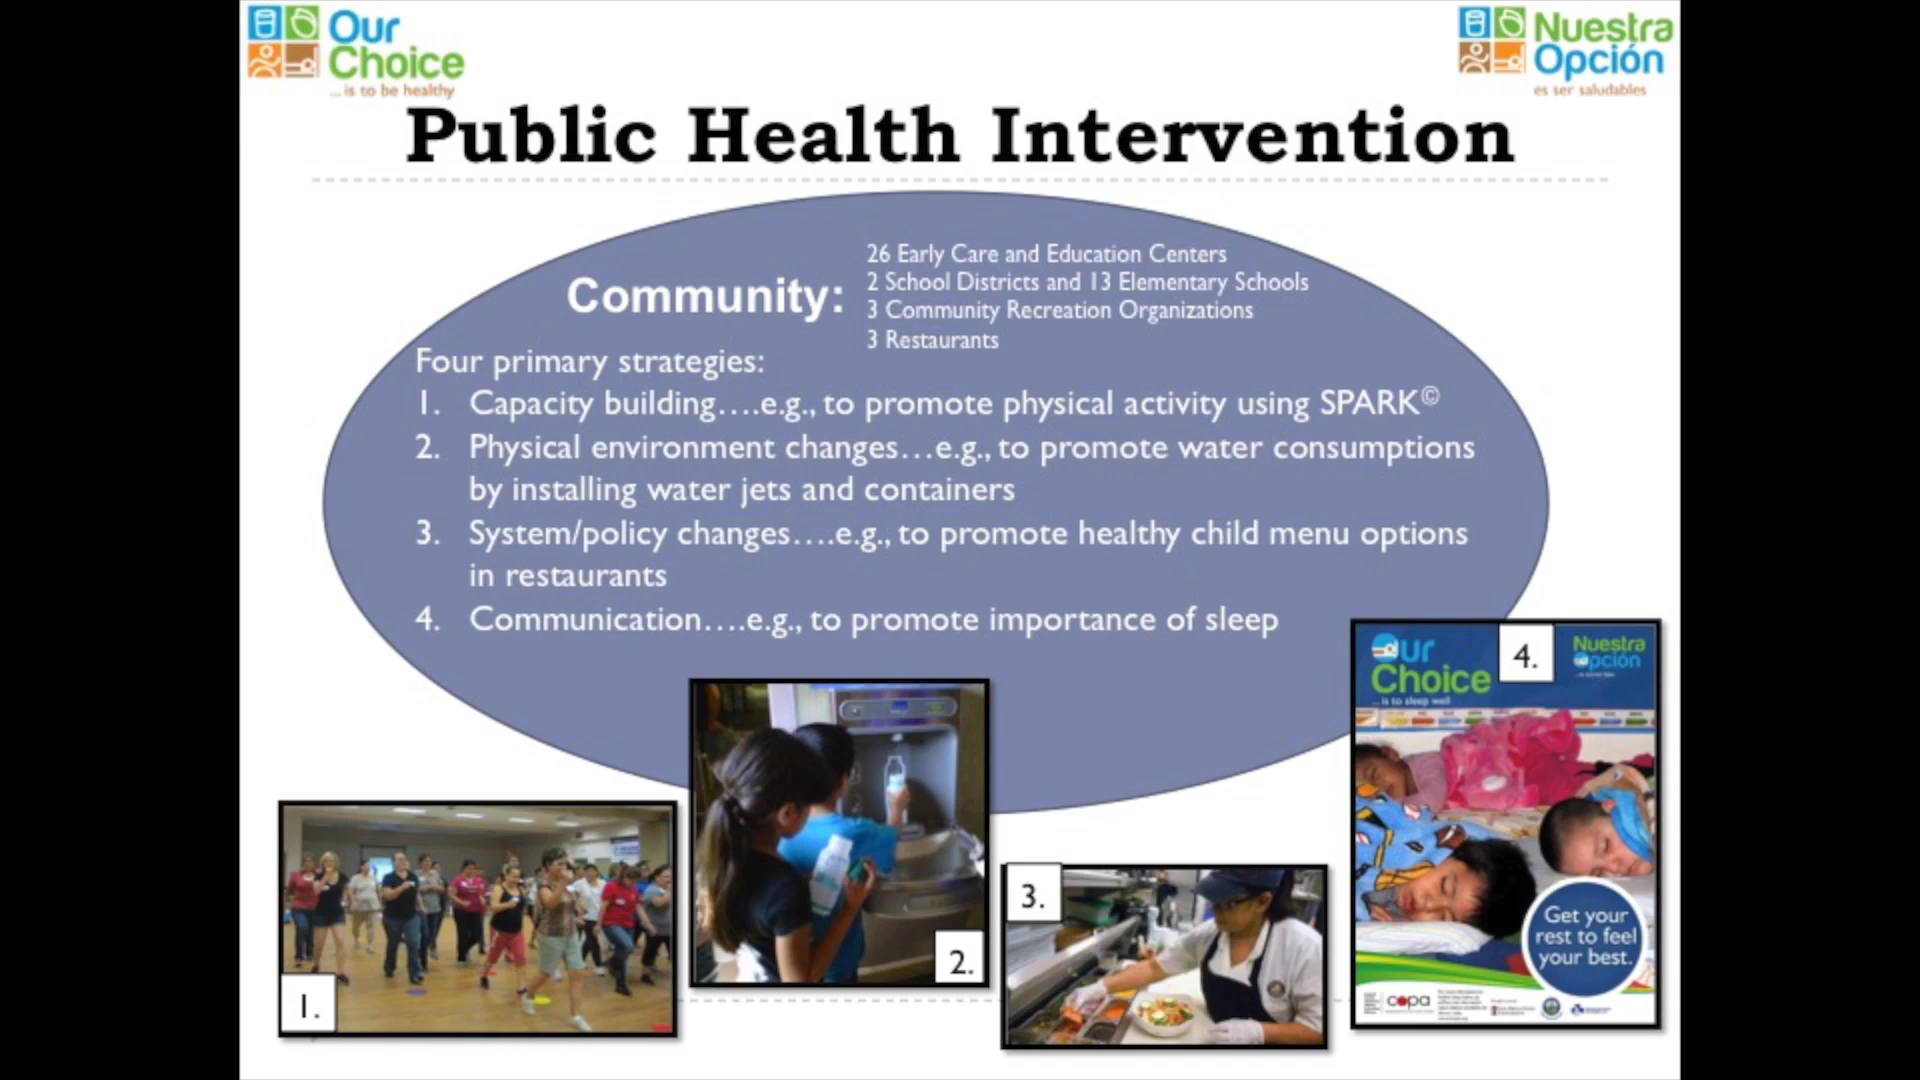 Our
Choice
... is to be healthy
Nuestra
Opción
es ser saludables
Public Health Intervention
Community:
26 Early Care and Education Centers
2 School Districts and 13 Elementary Schools
3 Community Recreation Organizations
3 Restaurants
Four primary strategies:
1. Capacity building….e.g., to promote physical activity using SPARK©
2. Physical environment changes…e.g., to promote water consumptions
by installing water jets and containers
3. System/policy changes….e.g., to promote healthy child menu options
in restaurants
4. Communication….e.g., to promote importance of sleep
1.
2.
3.
4.
Our
Choice
... is to sleep well
Nuestra
Opción
Get your
rest to feel
your best.
copa